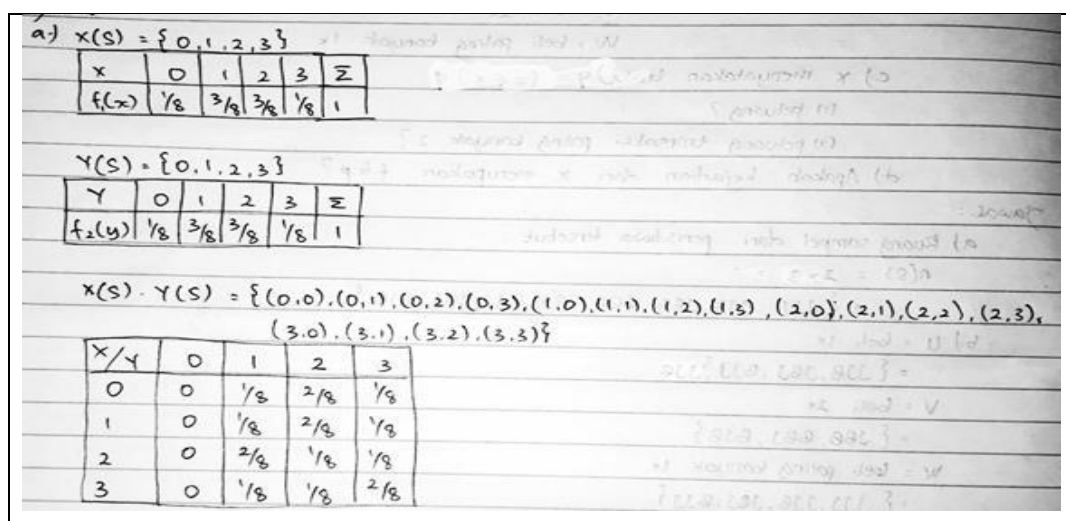 a.) X(S) = {0,1,2,3}
X 0 1 2 3 Σ
f₁(x) 1/8 3/8 3/8 1/8 1
Y(S) = {0,1,2,3}
Y 0 1 2 3 Σ
f₂(y) 1/8 3/8 3/8 1/8 1
X(S) . Y(S) = {(0,0),(0,1),(0,2),(0,3),(1,0),(1,1),(1,2),(1,3),(2,0),(2,1),(2,2),(2,3),
(3,0),(3,1),(3,2),(3,3)}
X/Y 0 1 2 3
0 0 1/8 2/8 1/8
1 0 1/8 2/8 1/8
2 0 2/8 1/8 1/8
3 0 1/8 1/8 2/8